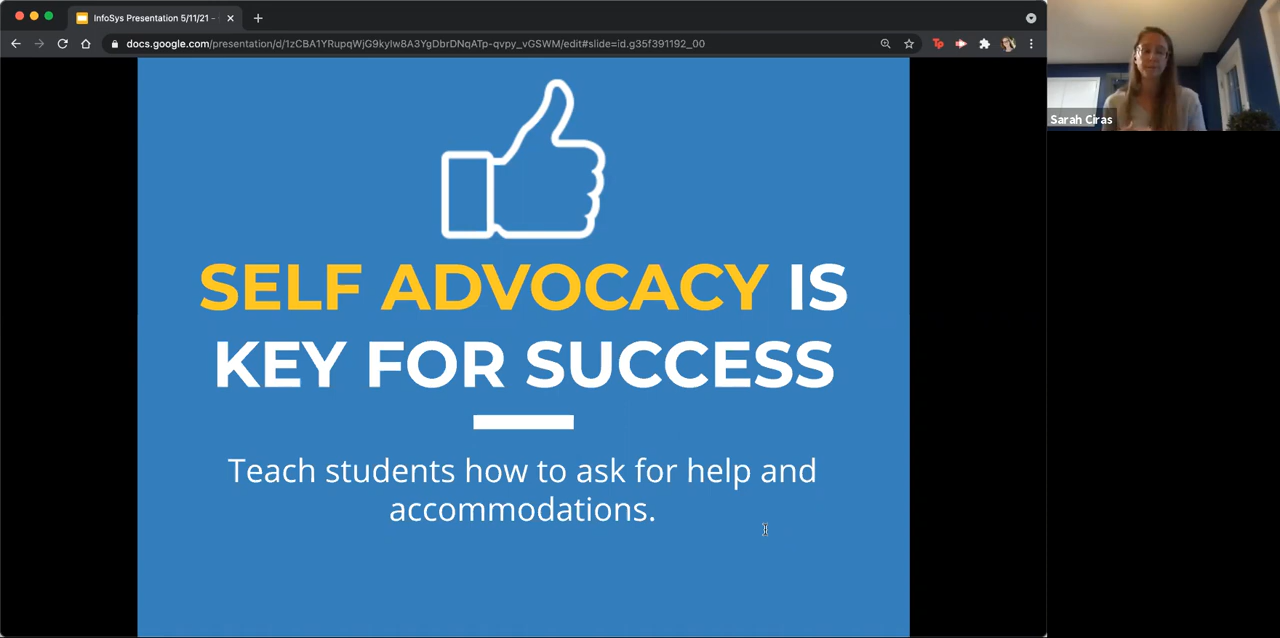 InfoSys Presentation 5/11/21 -
docs.google.com/presentation/d/1zCBA1YRupqWjG9kylw8A3YgDbrDNqATp-qvpy_vGSWM/edit#slide=id.g35f391192_00
Sarah Ciras
SELF ADVOCACY IS
KEY FOR SUCCESS
Teach students how to ask for help and
accommodations.